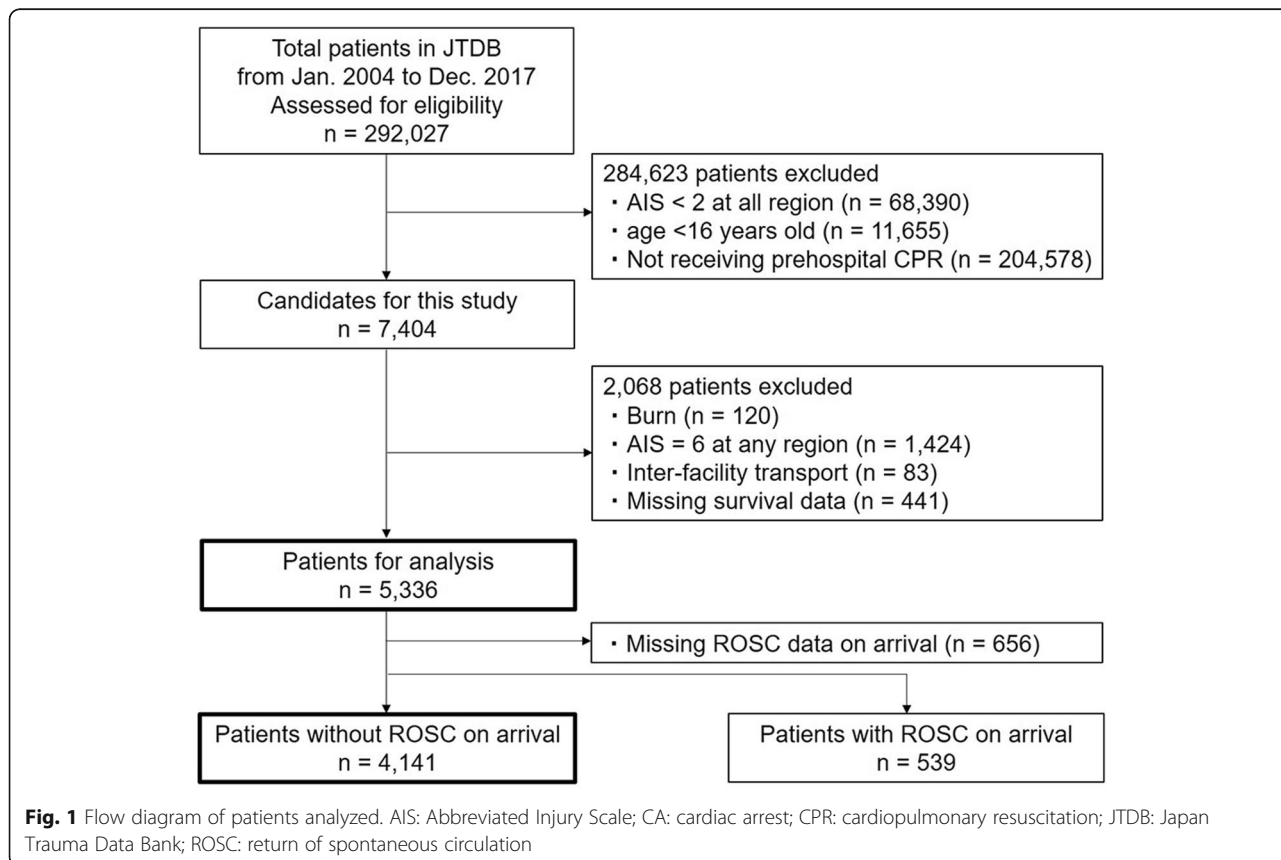 Total patients in JTDB
from Jan. 2004 to Dec. 2017
Assessed for eligibility
n = 292,027
284,623 patients excluded
・AIS < 2 at all region (n = 68,390)
・age <16 years old (n = 11,655)
・Not receiving prehospital CPR (n = 204,578)
Candidates for this study
n = 7,404
2,068 patients excluded
・Burn (n = 120)
・AIS = 6 at any region (n = 1,424)
・Inter-facility transport (n = 83)
・Missing survival data (n = 441)
Patients for analysis
n = 5,336
・Missing ROSC data on arrival (n = 656)
Patients without ROSC on arrival
n = 4,141
Patients with ROSC on arrival
n = 539
Fig. 1 Flow diagram of patients analyzed. AIS: Abbreviated Injury Scale; CA: cardiac arrest; CPR: cardiopulmonary resuscitation; JTDB: Japan
Trauma Data Bank; ROSC: return of spontaneous circulation